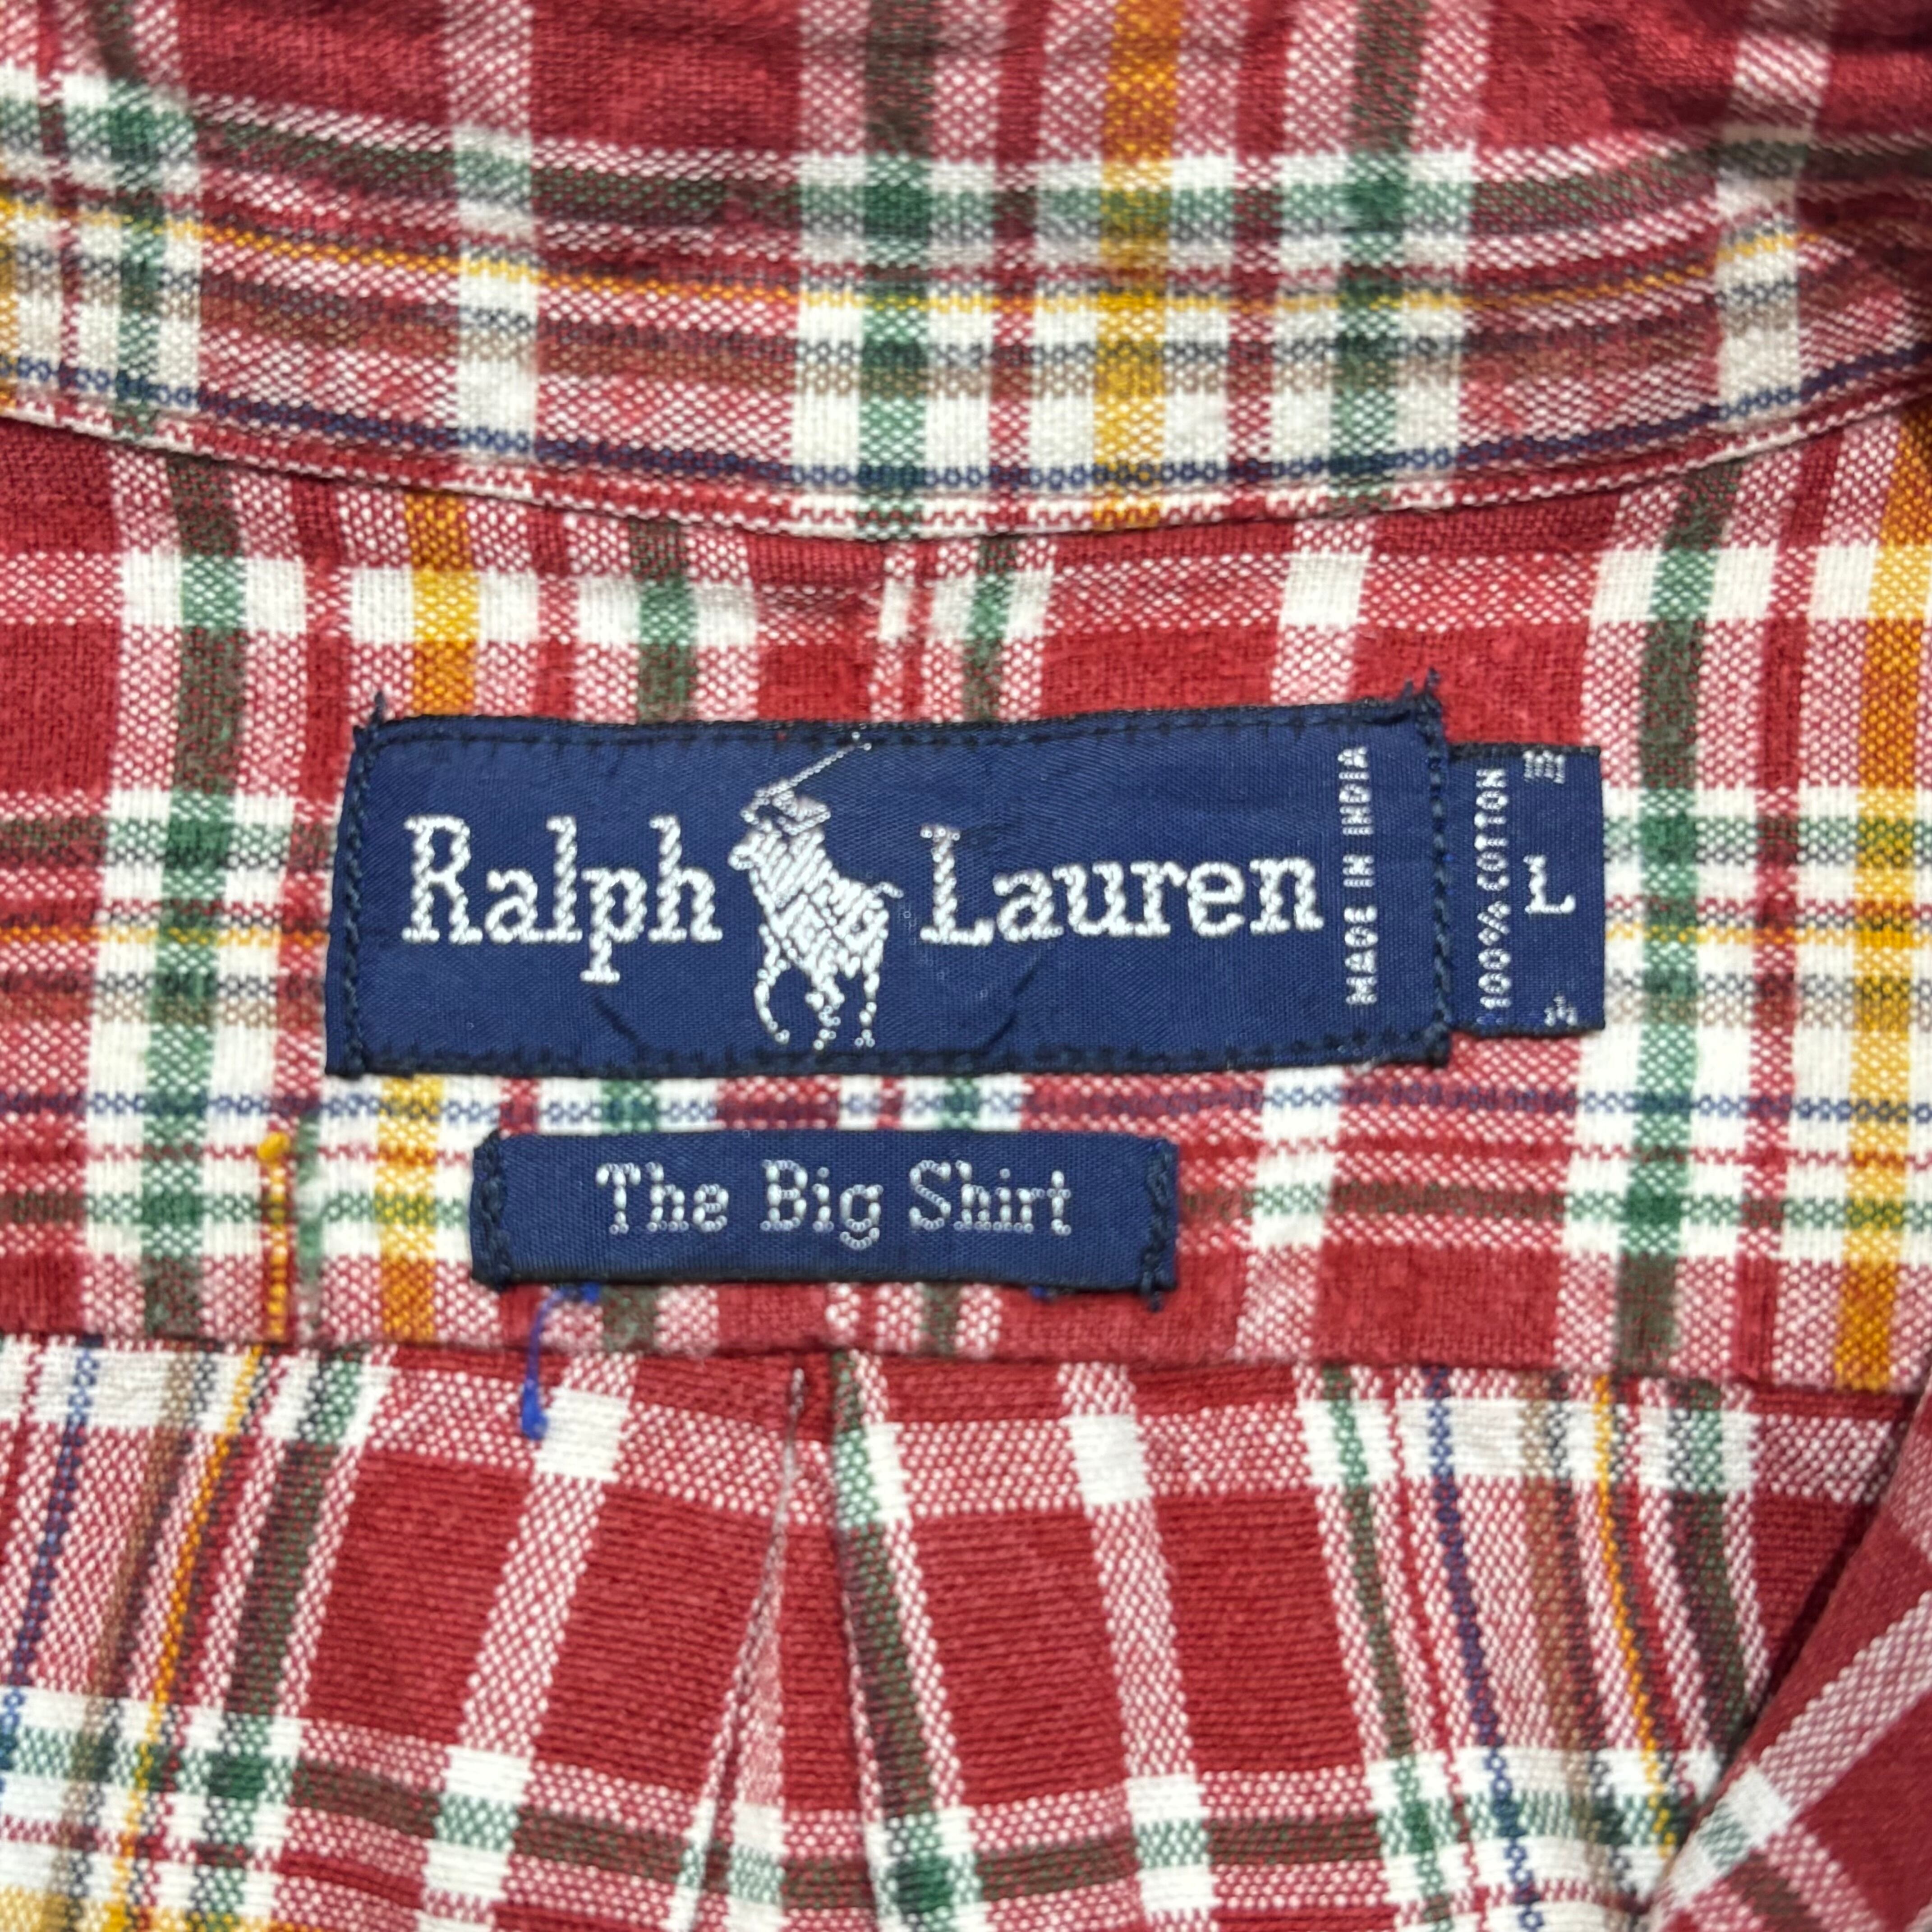 Ralph Lauren
MADE IN INDIA
100% COTTON
L
The Big Shirt